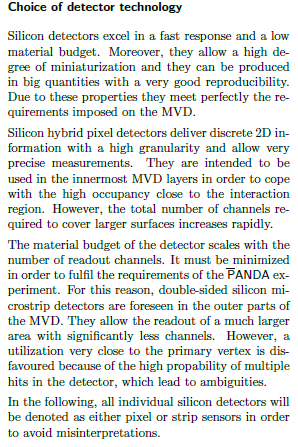 Choice of detector technology
Silicon detectors excel in a fast response and a low
material budget. Moreover, they allow a high de-
gree of miniaturization and they can be produced
in big quantities with a very good reproducibility.
Due to these properties they meet perfectly the re-
quirements imposed on the MVD.
Silicon hybrid pixel detectors deliver discrete 2D in-
formation with a high granularity and allow very
precise measurements. They are intended to be
used in the innermost MVD layers in order to cope
with the high occupancy close to the interaction
region. However, the total number of channels re-
quired to cover larger surfaces increases rapidly.
The material budget of the detector scales with the
number of readout channels. It must be minimized
in order to fulfil the requirements of the P̅ANDA ex-
periment. For this reason, double-sided silicon mi-
crostrip detectors are foreseen in the outer parts of
the MVD. They allow the readout of a much larger
area with significantly less channels. However, a
utilization very close to the primary vertex is dis-
favoured because of the high propability of multiple
hits in the detector, which lead to ambiguities.
In the following, all individual silicon detectors will
be denoted as either pixel or strip sensors in order
to avoid misinterpretations.